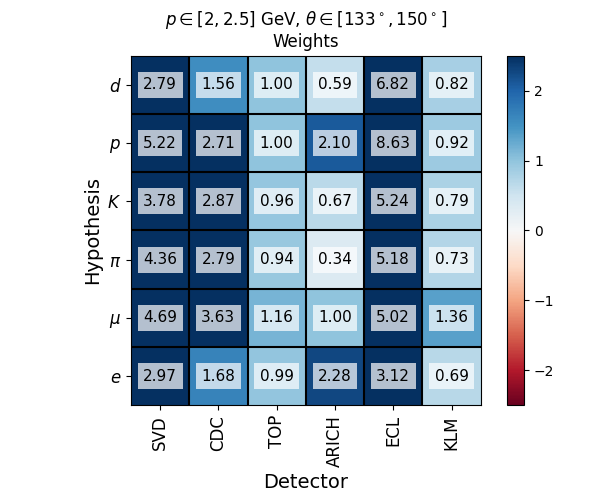 p ∈ [2, 2.5] GeV, θ ∈ [133°, 150°]
Weights
d 2.79 1.56 1.00 0.59 6.82 0.82
p 5.22 2.71 1.00 2.10 8.63 0.92
K 3.78 2.87 0.96 0.67 5.24 0.79
π 4.36 2.79 0.94 0.34 5.18 0.73
μ 4.69 3.63 1.16 1.00 5.02 1.36
e 2.97 1.68 0.99 2.28 3.12 0.69
Hypothesis
SVD CDC TOP ARICH ECL KLM
Detector
2
1
0
−1
−2